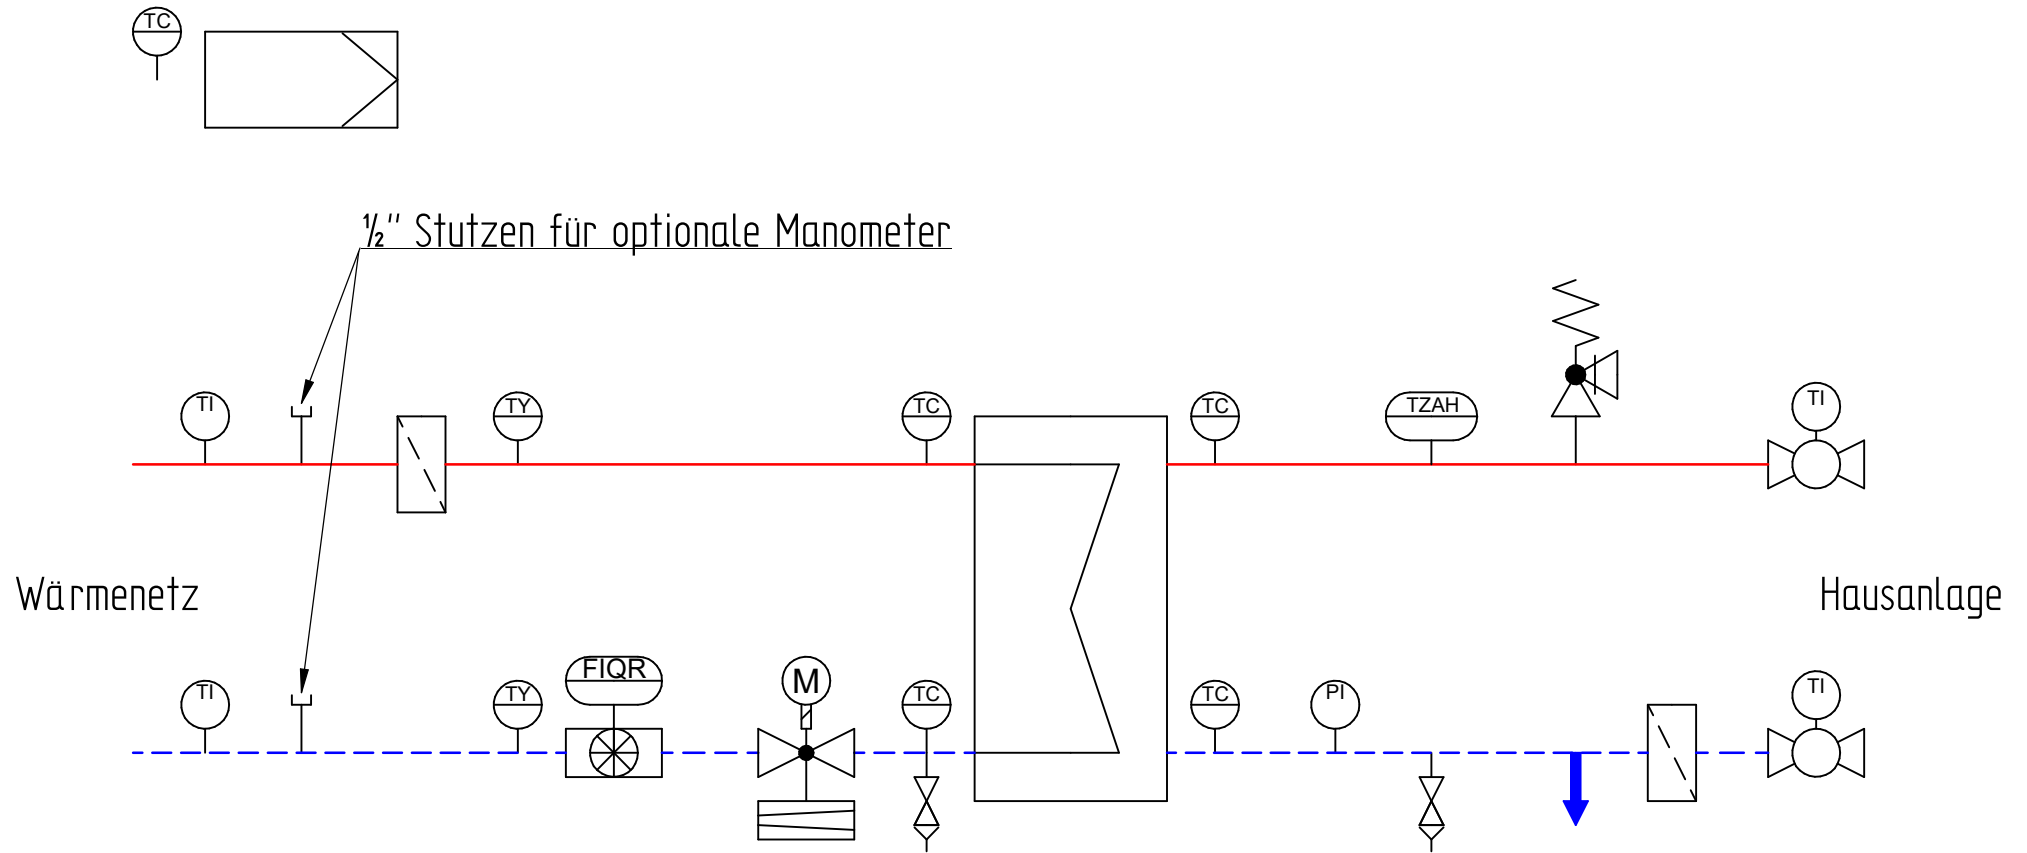 TC
½" Stutzen für optionale Manometer
TI
TY
TC
TC
TZAH
TI
Wärmenetz
Hausanlage
TI
TY
FIQR
M
TC
TC
PI
TI